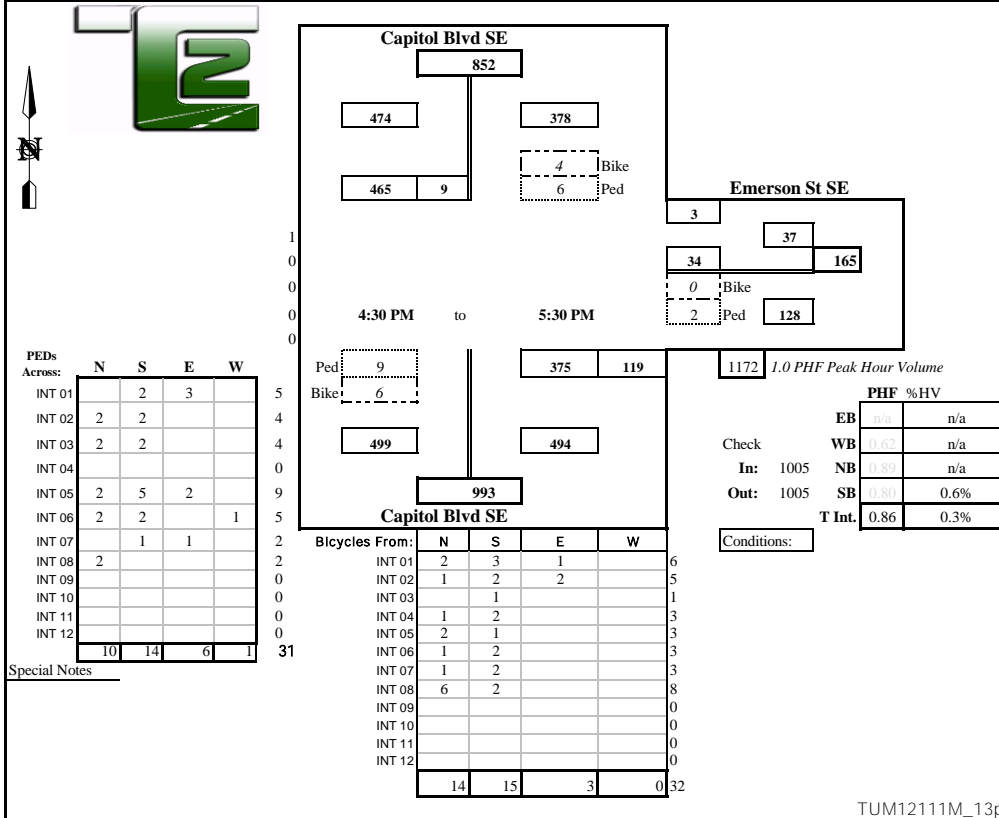 TE2
N
Capitol Blvd SE
852
474 378
4 Bike
465 9 6 Ped
Emerson St SE
3
1 37
0 34 165
0 0 Bike
0 4:30 PM to 5:30 PM 2 Ped 128
0
Ped 9 375 119 1172 1.0 PHF Peak Hour Volume
Bike 6
499 494
993
Capitol Blvd SE
PHF %HV
EB n/a n/a
Check WB 0.62 n/a
In: 1005 NB 0.89 n/a
Out: 1005 SB 0.80 0.6%
T Int. 0.86 0.3%
Conditions:
PEDs
Across: N S E W
INT 01 2 3 5
INT 02 2 2 4
INT 03 2 2 4
INT 04 0
INT 05 2 5 2 9
INT 06 2 2 1 5
INT 07 1 1 2
INT 08 2 2
INT 09 0
INT 10 0
INT 11 0
INT 12 0
10 14 6 1 31
Special Notes
Bicycles From: N S E W
INT 01 2 3 1 6
INT 02 1 2 2 5
INT 03 1 1
INT 04 1 2 3
INT 05 2 1 3
INT 06 1 2 3
INT 07 1 2 3
INT 08 6 2 8
INT 09 0
INT 10 0
INT 11 0
INT 12 0
14 15 3 0 32
TUM12111M_13p